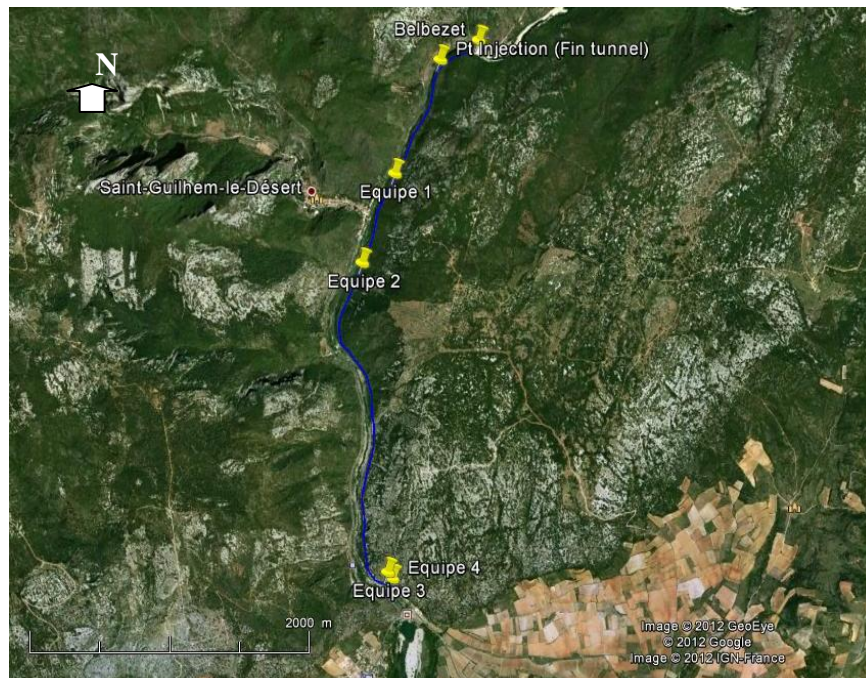 Belbezet
N
Pt Injection (Fin tunnel)
Saint-Guilhem-le-Désert
Equipe 1
Equipe 2
Equipe 4
Equipe 3
2000 m
Image © 2012 GeoEye
© 2012 Google
Image © 2012 IGN-France